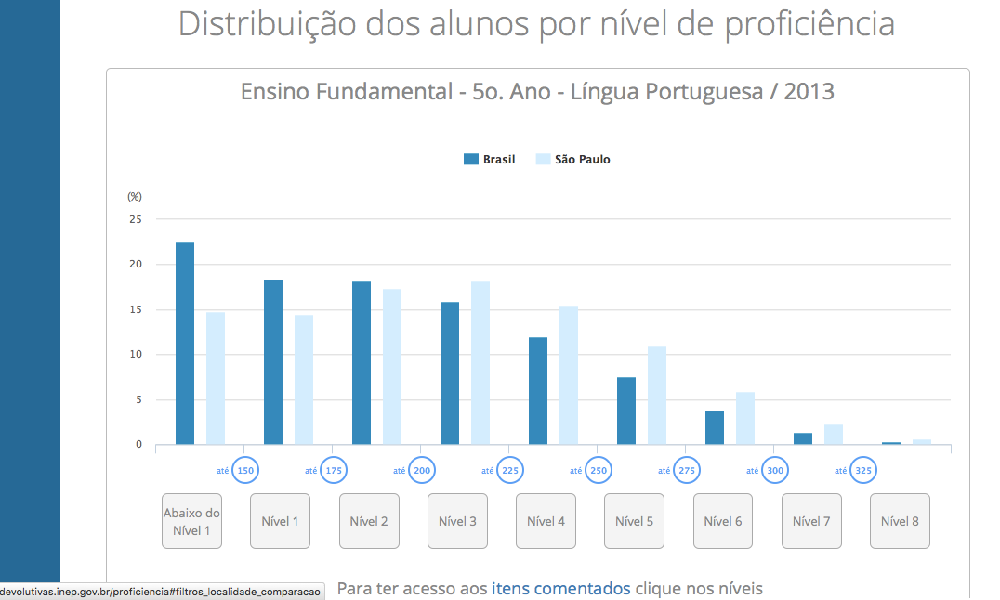 Distribuição dos alunos por nível de proficiência
Ensino Fundamental - 5o. Ano - Língua Portuguesa / 2013
Brasil São Paulo
(%)
25
20
15
10
5
0
até 150 até 175 até 200 até 225 até 250 até 275 até 300 até 325
Abaixo do
Nível 1 Nível 1 Nível 2 Nível 3 Nível 4 Nível 5 Nível 6 Nível 7 Nível 8
Para ter acesso aos itens comentados clique nos níveis
devolutivas.inep.gov.br/proficiencia#filtros_localidade_comparacao